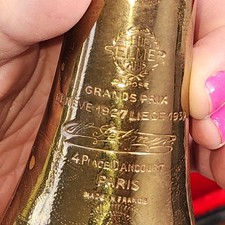 SELMER
GRANDS PRIX
GENEVE 1927 LIEGE 1930
4. PLACE DANCOURT
PARIS
MADE IN FRANCE